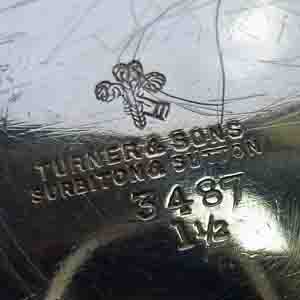 TURNER & SONS
SURBITON & SUTTON
3487
1½